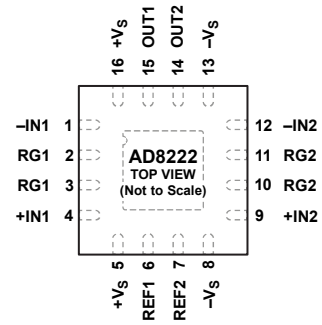 +VS
OUT1
OUT2
–VS
16 15 14 13
–IN1 1
RG1 2
RG1 3
+IN1 4
AD8222
TOP VIEW
(Not to Scale)
12 –IN2
11 RG2
10 RG2
9 +IN2
5 6 7 8
+VS
REF1
REF2
–VS